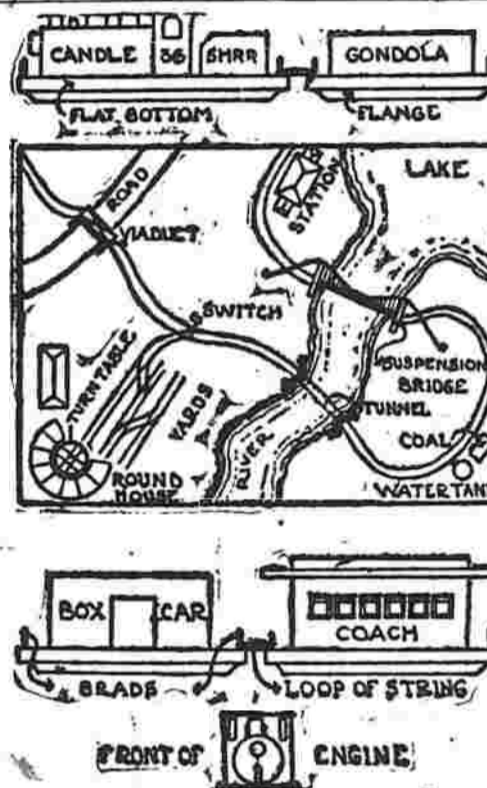 CANDLE 36 SHRR GONDOLA
FLAT BOTTOM FLANGE
ROAD
STATION
LAKE
VIADUCT
SWITCH
SUSPENSION
BRIDGE
TURNTABLE
YARDS
TUNNEL
RIVER
COAL
ROUND
HOUSE
WATERTAN
BOX CAR COACH
BRADS LOOP OF STRING
FRONT OF ENGINE